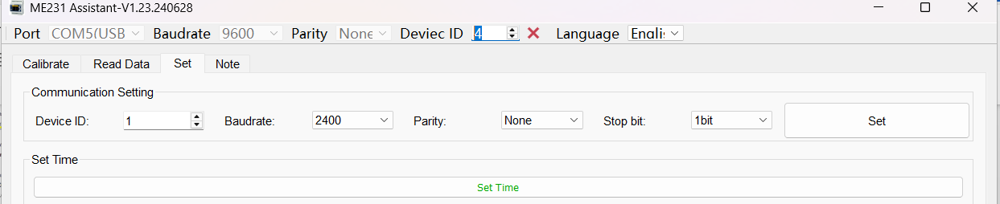 ME231 Assistant-V1.23.240628
Port COM5(USB Baudrate 9600 Parity None Deviec ID 4 Language Englis
Calibrate Read Data Set Note
Communication Setting
Device ID: 1 Baudrate: 2400 Parity: None Stop bit: 1bit Set
Set Time
Set Time